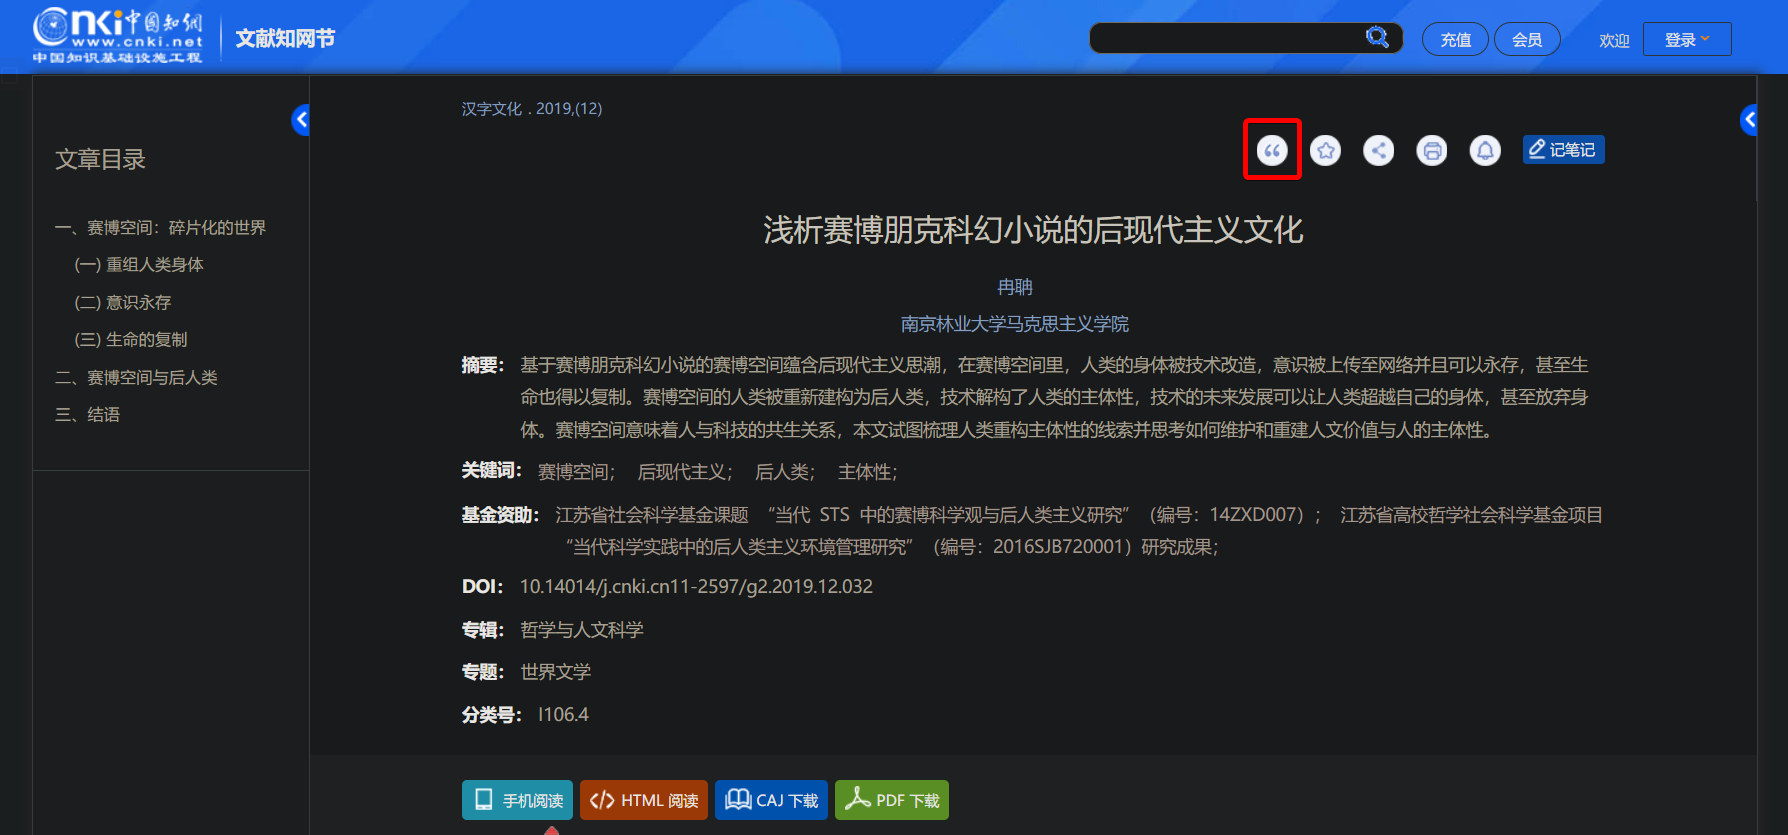 cnki中国知网
www.cnki.net
中国知识基础设施工程
文献知网节
充值
会员
欢迎
登录
文章目录
一、赛博空间：碎片化的世界
(一) 重组人类身体
(二) 意识永存
(三) 生命的复制
二、赛博空间与后人类
三、结语
汉字文化 . 2019,(12)
记笔记
浅析赛博朋克科幻小说的后现代主义文化
冉聃
南京林业大学马克思主义学院
摘要： 基于赛博朋克科幻小说的赛博空间蕴含后现代主义思潮，在赛博空间里，人类的身体被技术改造，意识被上传至网络并且可以永存，甚至生
命也得以复制。赛博空间的人类被重新建构为后人类，技术解构了人类的主体性，技术的未来发展可以让人类超越自己的身体，甚至放弃身
体。赛博空间意味着人与科技的共生关系，本文试图梳理人类重构主体性的线索并思考如何维护和重建人文价值与人的主体性。
关键词： 赛博空间； 后现代主义； 后人类； 主体性；
基金资助： 江苏省社会科学基金课题 “当代 STS 中的赛博科学观与后人类主义研究” （编号：14ZXD007）； 江苏省高校哲学社会科学基金项目
“当代科学实践中的后人类主义环境管理研究” （编号：2016SJB720001）研究成果；
DOI： 10.14014/j.cnki.cn11-2597/g2.2019.12.032
专辑： 哲学与人文科学
专题： 世界文学
分类号： I106.4
手机阅读
HTML 阅读
CAJ 下载
PDF 下载